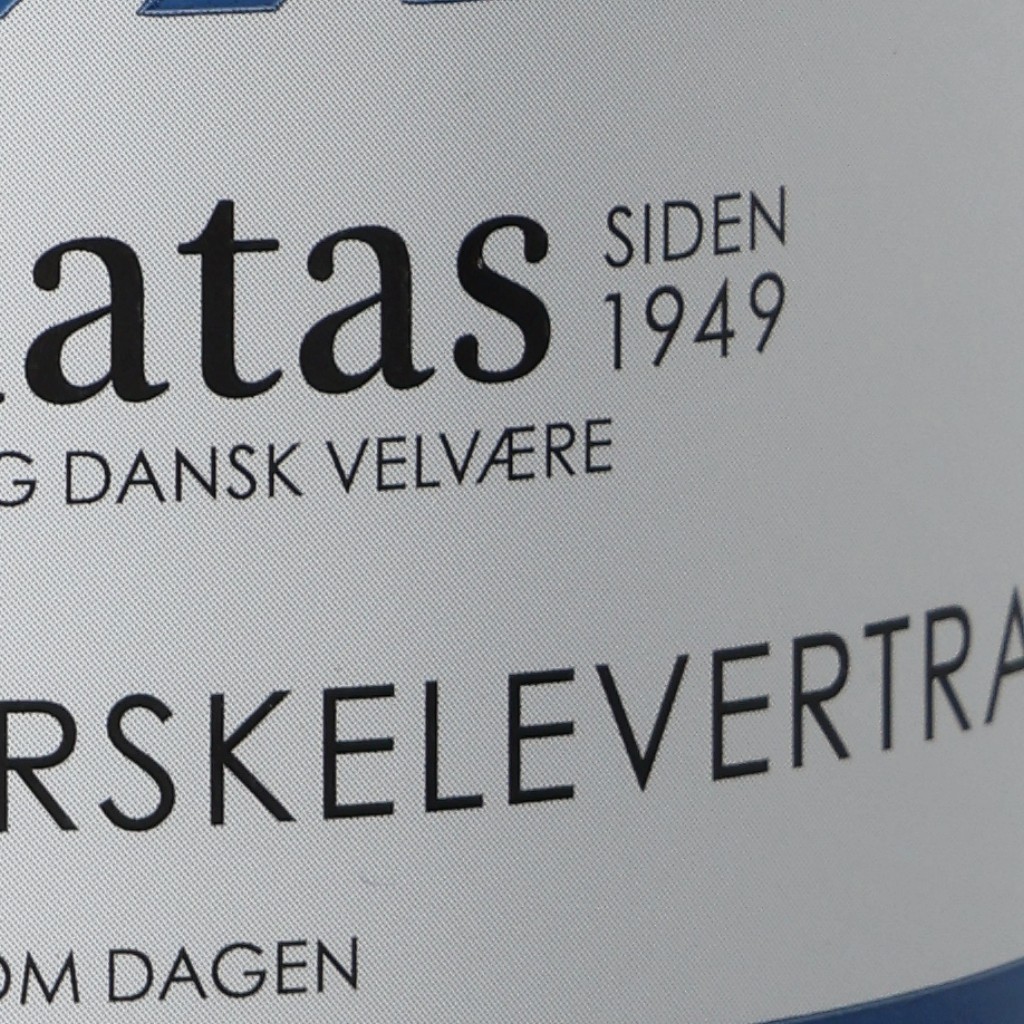 atas SIDEN
1949
G DANSK VELVÆRE
RSKELEVERTRA
OM DAGEN